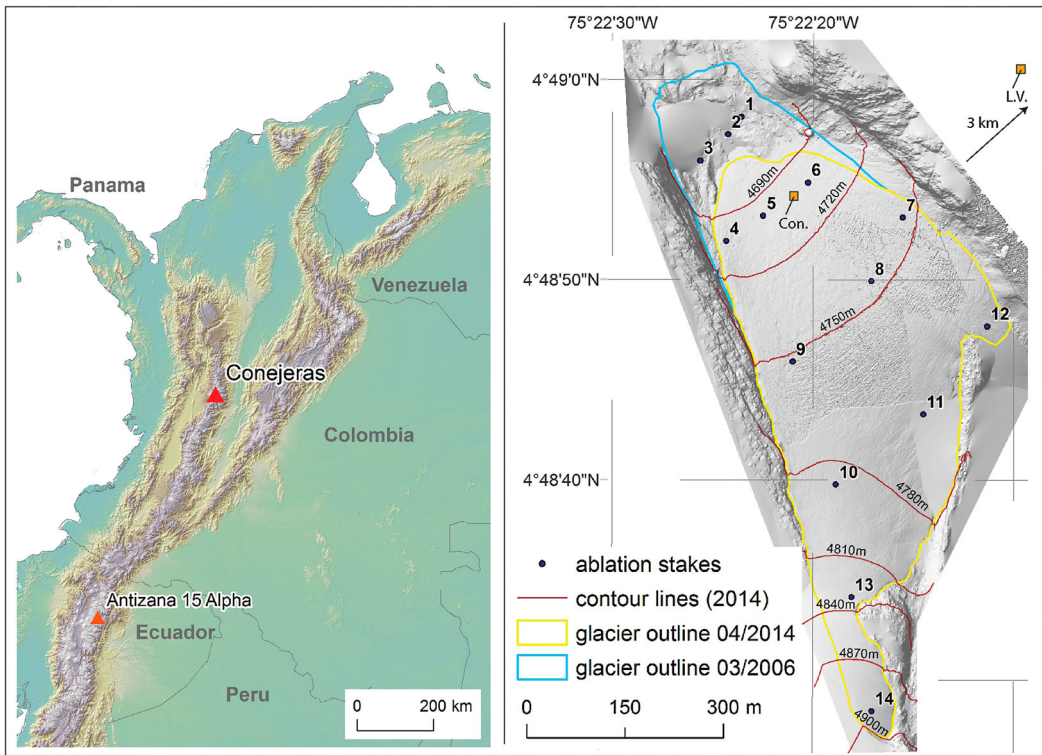 Panama
Venezuela
Conejeras
Colombia
Antizana 15 Alpha
Ecuador
Peru
0 200 km
75°22'30"W
75°22'20"W
4°49'0"N
4°48'50"N
4°48'40"N
L.V.
3 km
1
2
3
4690m
6
4720m
5
Con.
4
7
8
4750m
12
9
11
10
4780m
4810m
13
4840m
4870m
14
4900m
ablation stakes
contour lines (2014)
glacier outline 04/2014
glacier outline 03/2006
0 150 300 m